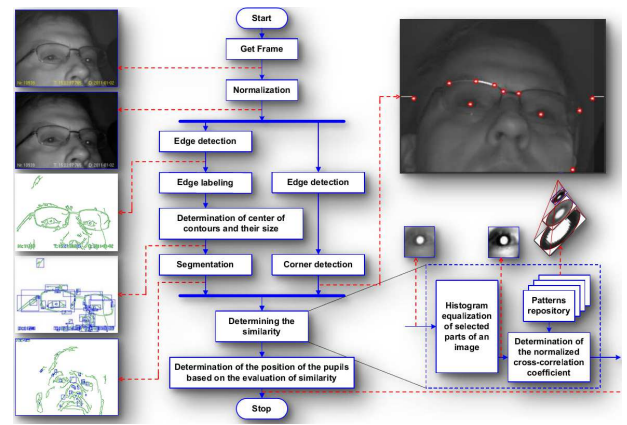 Start
Get Frame
Normalization
Edge detection
Edge labeling
Determination of center of
contours and their size
Segmentation
Edge detection
Corner detection
Determining the
similarity
Determination of the position of the pupils
based on the evaluation of similarity
Stop
Histogram
equalization
of selected
parts of an
image
Patterns
repository
Determination of
the normalized
cross-correlation
coefficient